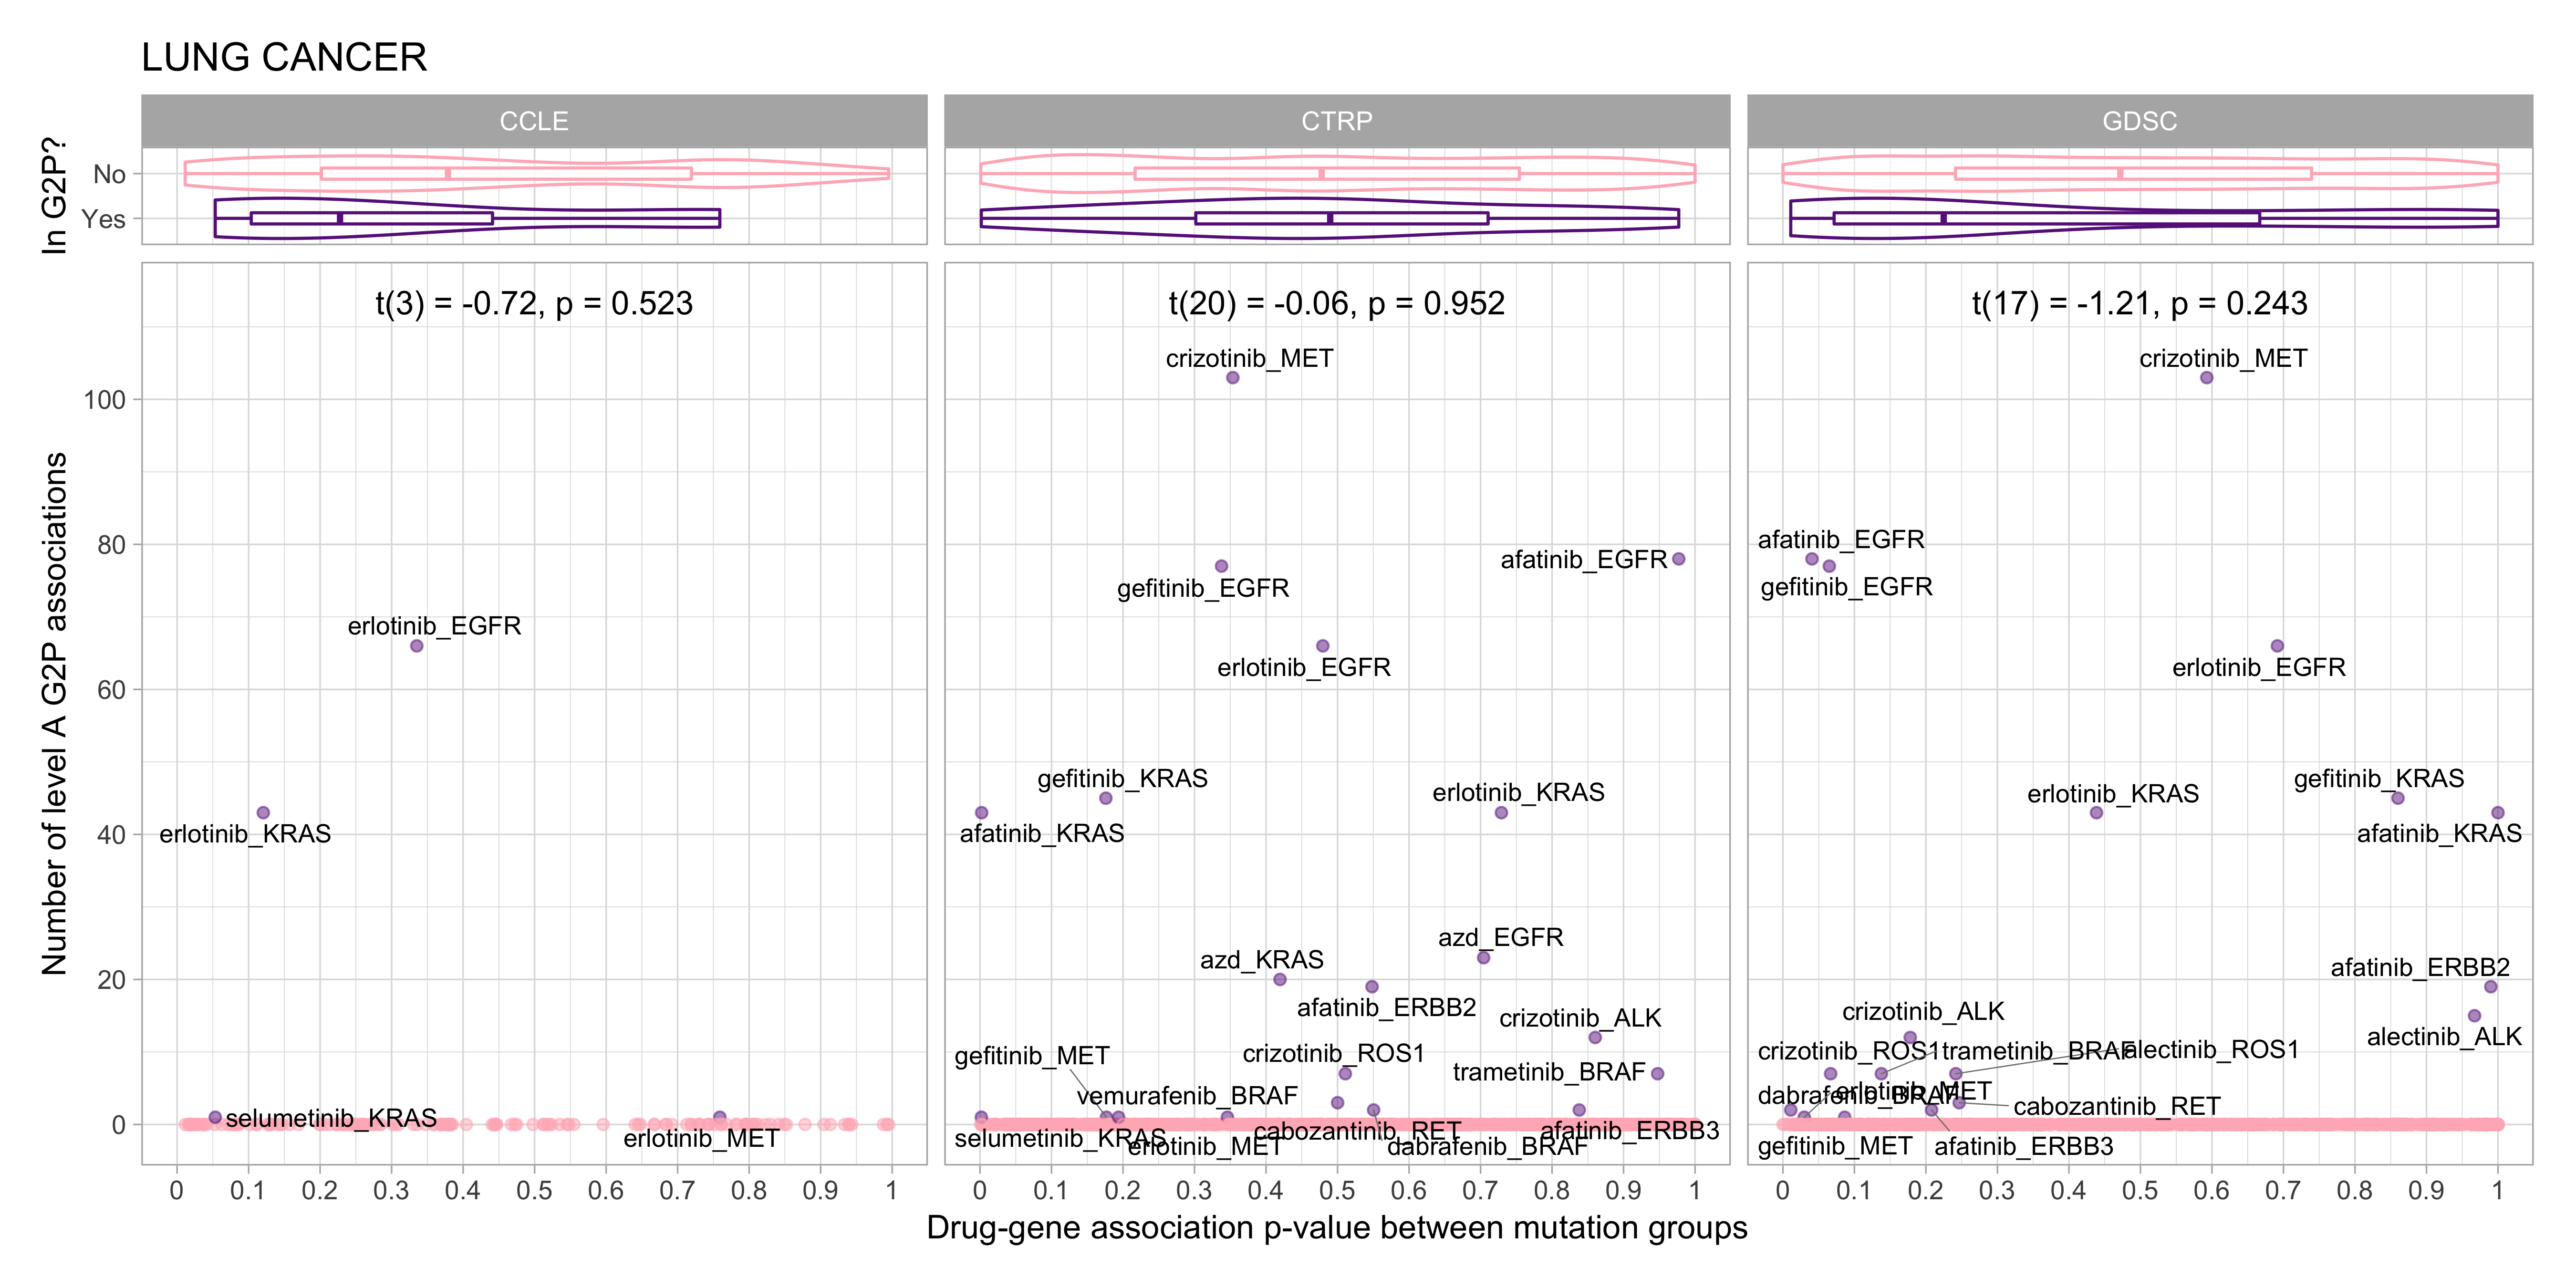 LUNG CANCER
CCLE
CTRP
GDSC
In G2P?
No
Yes
t(3) = -0.72, p = 0.523
t(20) = -0.06, p = 0.952
t(17) = -1.21, p = 0.243
Number of level A G2P associations
100
80
60
40
20
0
erlotinib_EGFR
erlotinib_KRAS
selumetinib_KRAS
erlotinib_MET
crizotinib_MET
gefitinib_EGFR
afatinib_EGFR
erlotinib_EGFR
gefitinib_KRAS
erlotinib_KRAS
afatinib_KRAS
azd_EGFR
azd_KRAS
afatinib_ERBB2
crizotinib_ALK
gefitinib_MET
crizotinib_ROS1
trametinib_BRAF
vemurafenib_BRAF
selumetinib_KRAS
erlotinib_MET
cabozantinib_RET
dabrafenib_BRAF
afatinib_ERBB3
crizotinib_MET
afatinib_EGFR
gefitinib_EGFR
erlotinib_EGFR
gefitinib_KRAS
erlotinib_KRAS
afatinib_KRAS
afatinib_ERBB2
crizotinib_ALK
alectinib_ALK
crizotinib_ROS1
trametinib_BRAF
alectinib_ROS1
dabrafenib_BRAF
erlotinib_MET
cabozantinib_RET
gefitinib_MET
afatinib_ERBB3
0 0.1 0.2 0.3 0.4 0.5 0.6 0.7 0.8 0.9 1
0 0.1 0.2 0.3 0.4 0.5 0.6 0.7 0.8 0.9 1
0 0.1 0.2 0.3 0.4 0.5 0.6 0.7 0.8 0.9 1
Drug-gene association p-value between mutation groups